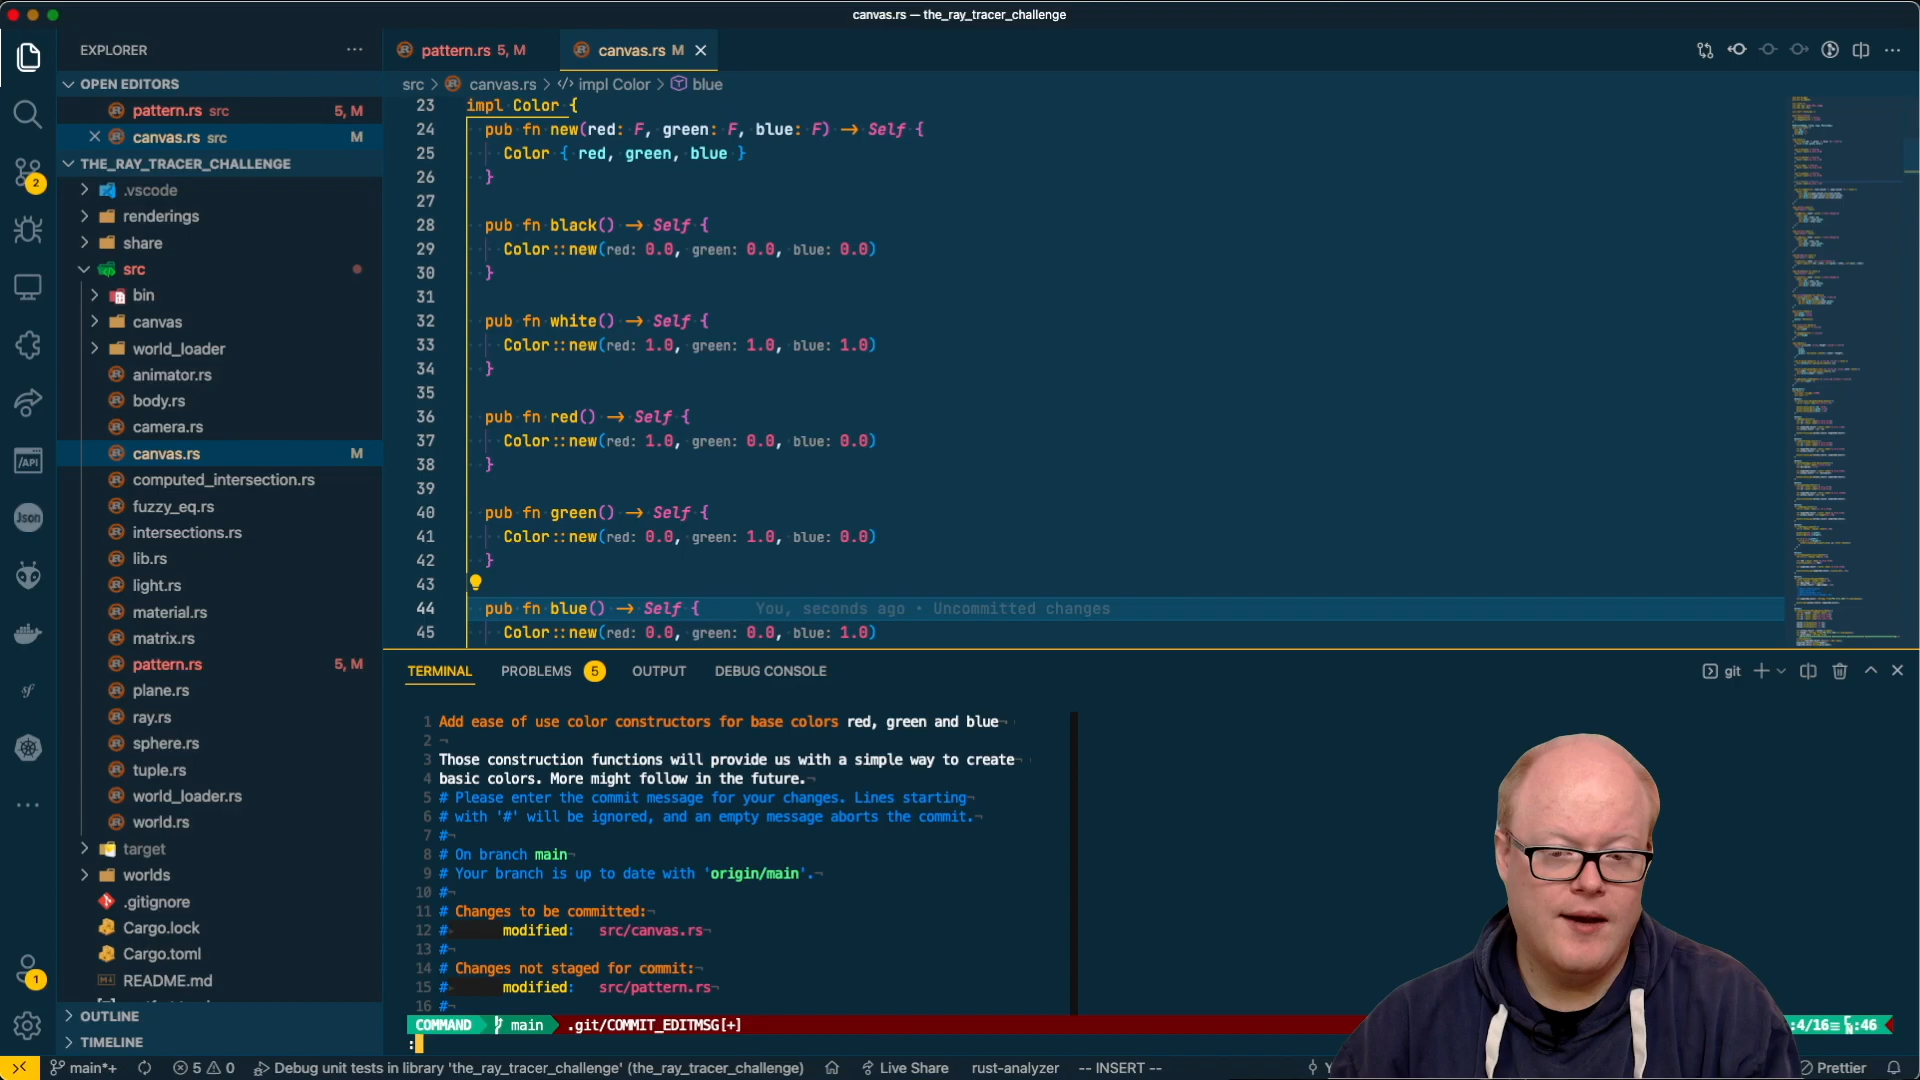 canvas.rs — the_ray_tracer_challenge
EXPLORER
pattern.rs 5, M
canvas.rs M
OPEN EDITORS
pattern.rs src 5, M
canvas.rs src M
THE_RAY_TRACER_CHALLENGE
.vscode
renderings
share
src
bin
canvas
world_loader
animator.rs
body.rs
camera.rs
canvas.rs M
computed_intersection.rs
fuzzy_eq.rs
intersections.rs
lib.rs
light.rs
material.rs
matrix.rs
pattern.rs 5, M
plane.rs
ray.rs
sphere.rs
tuple.rs
world_loader.rs
world.rs
target
worlds
.gitignore
Cargo.lock
Cargo.toml
README.md
OUTLINE
TIMELINE
2
/API
Json
sf
1
src > canvas.rs > impl Color > blue
23 impl Color {
24 pub fn new(red: F, green: F, blue: F) → Self {
25 Color { red, green, blue }
26 }
27
28 pub fn black() → Self {
29 Color::new(red: 0.0, green: 0.0, blue: 0.0)
30 }
31
32 pub fn white() → Self {
33 Color::new(red: 1.0, green: 1.0, blue: 1.0)
34 }
35
36 pub fn red() → Self {
37 Color::new(red: 1.0, green: 0.0, blue: 0.0)
38 }
39
40 pub fn green() → Self {
41 Color::new(red: 0.0, green: 1.0, blue: 0.0)
42 }
43
44 pub fn blue() → Self { You, seconds ago • Uncommitted changes
45 Color::new(red: 0.0, green: 0.0, blue: 1.0)
TERMINAL PROBLEMS 5 OUTPUT DEBUG CONSOLE
git
1 Add ease of use color constructors for base colors red, green and blue¬
2 ¬
3 Those construction functions will provide us with a simple way to create¬
4 basic colors. More might follow in the future.¬
5 # Please enter the commit message for your changes. Lines starting¬
6 # with '#' will be ignored, and an empty message aborts the commit.¬
7 #¬
8 # On branch main¬
9 # Your branch is up to date with 'origin/main'.¬
10 #¬
11 # Changes to be committed:¬
12 # modified: src/canvas.rs¬
13 #¬
14 # Changes not staged for commit:¬
15 # modified: src/pattern.rs¬
16 #¬
COMMAND main .git/COMMIT_EDITMSG[+]
:4/16≡ :46
:
main*+ 5 0 Debug unit tests in library 'the_ray_tracer_challenge' (the_ray_tracer_challenge) Live Share rust-analyzer -- INSERT -- Prettier